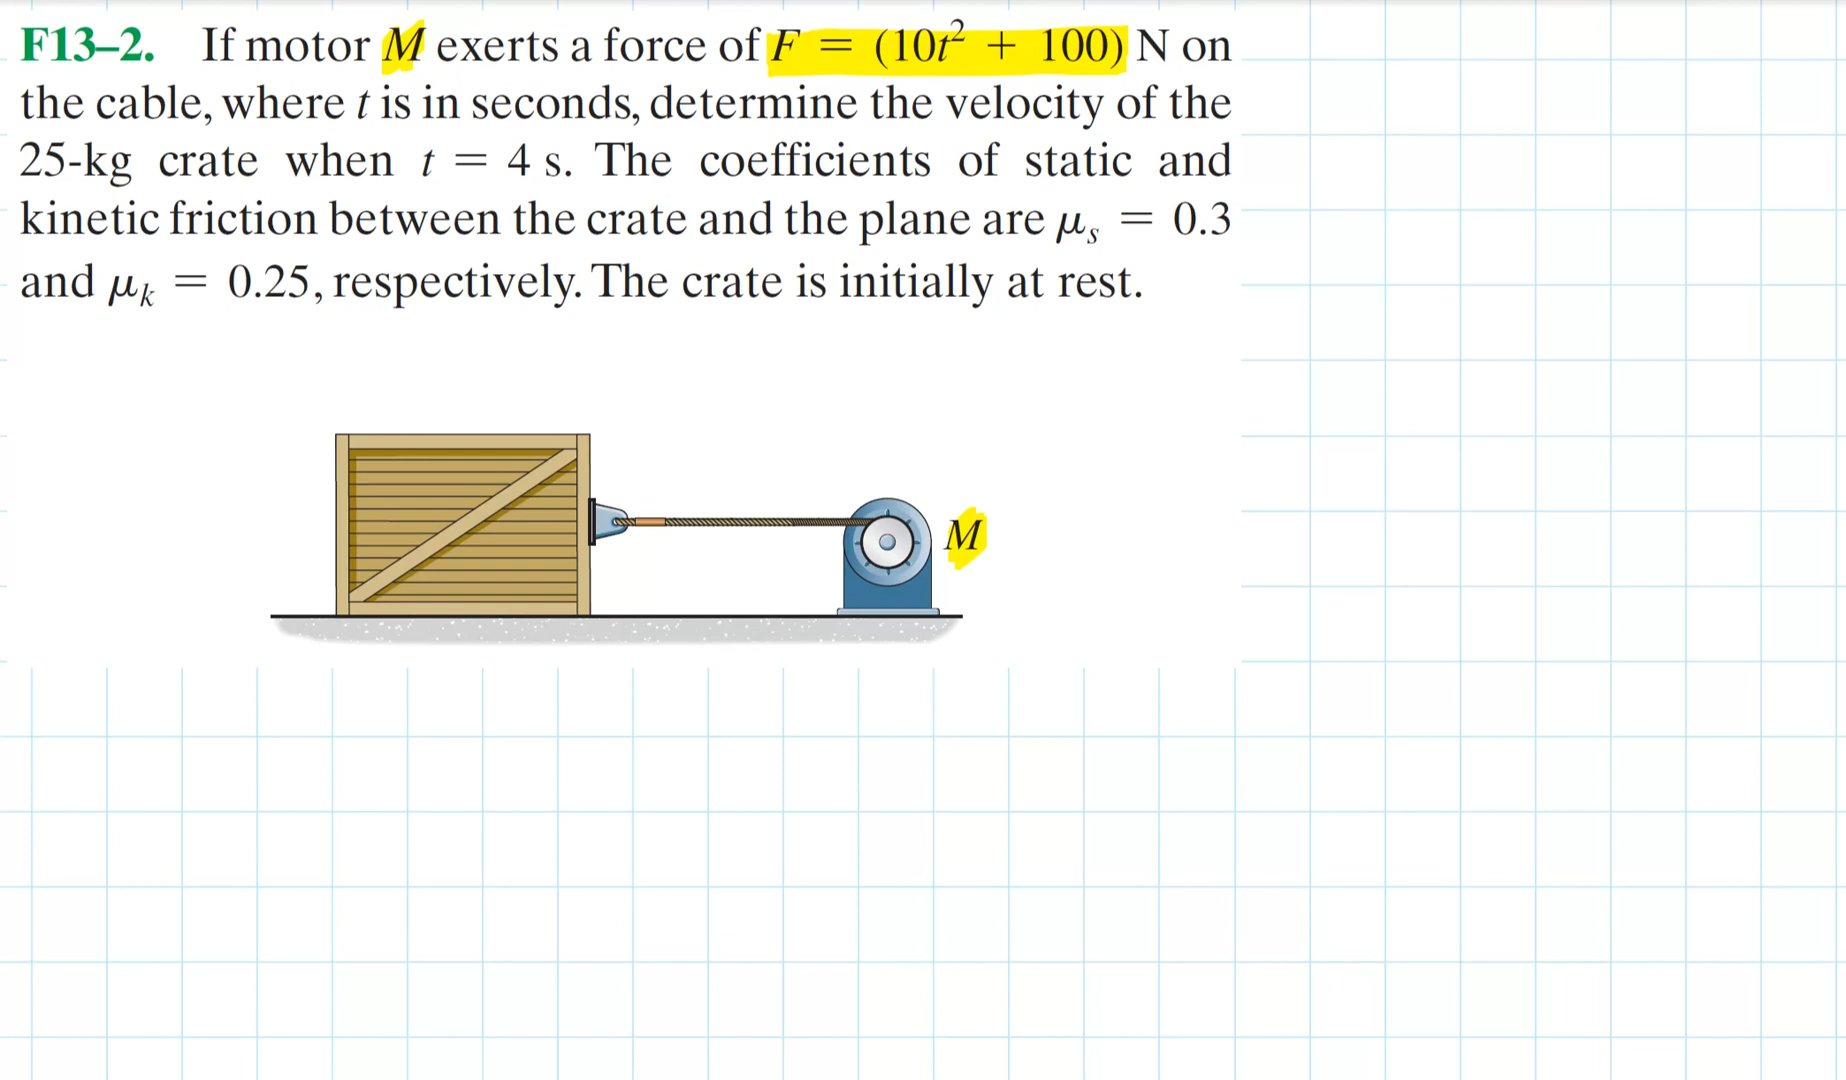 F13–2. If motor M exerts a force of F = (10t² + 100) N on
the cable, where t is in seconds, determine the velocity of the
25-kg crate when t = 4 s. The coefficients of static and
kinetic friction between the crate and the plane are μₛ = 0.3
and μₖ = 0.25, respectively. The crate is initially at rest.
M